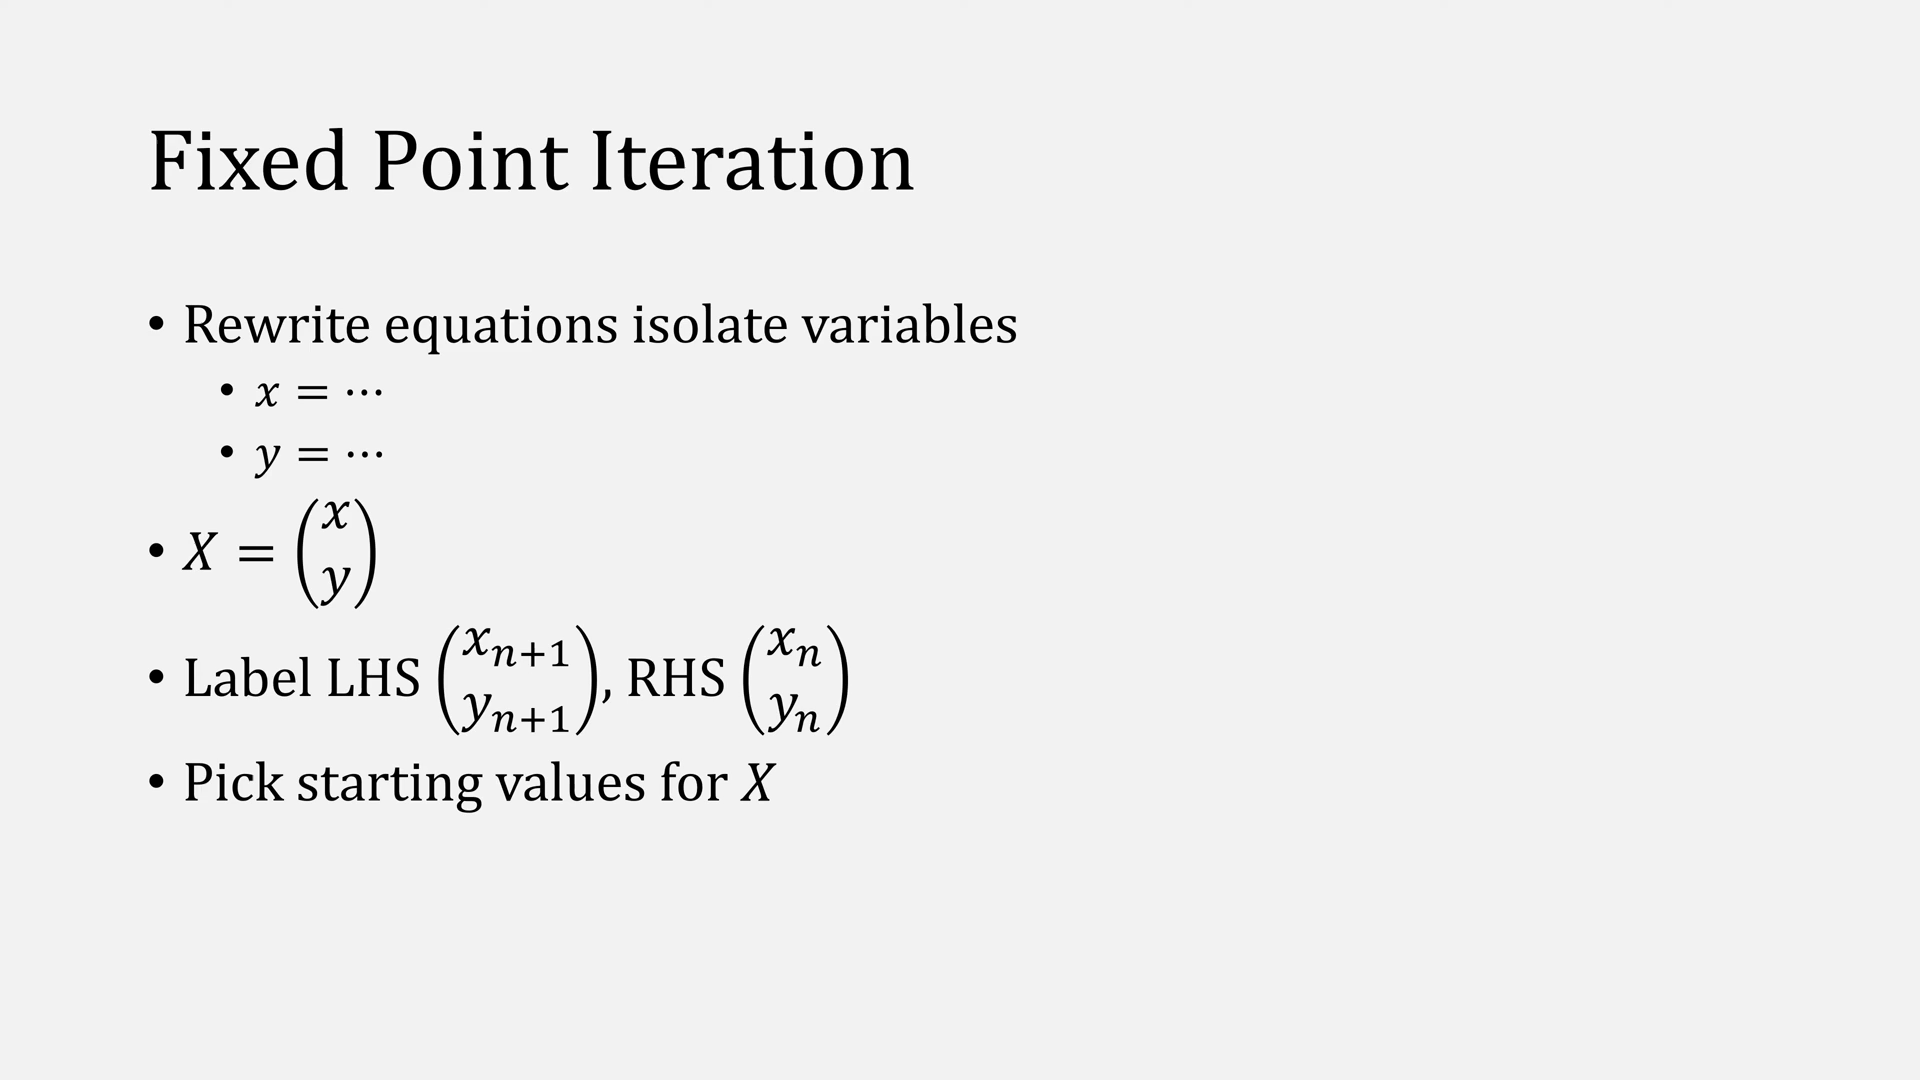 Fixed Point Iteration
• Rewrite equations isolate variables
• x = ⋯
• y = ⋯
• X = (x y)
• Label LHS (xₙ₊₁ yₙ₊₁), RHS (xₙ yₙ)
• Pick starting values for X